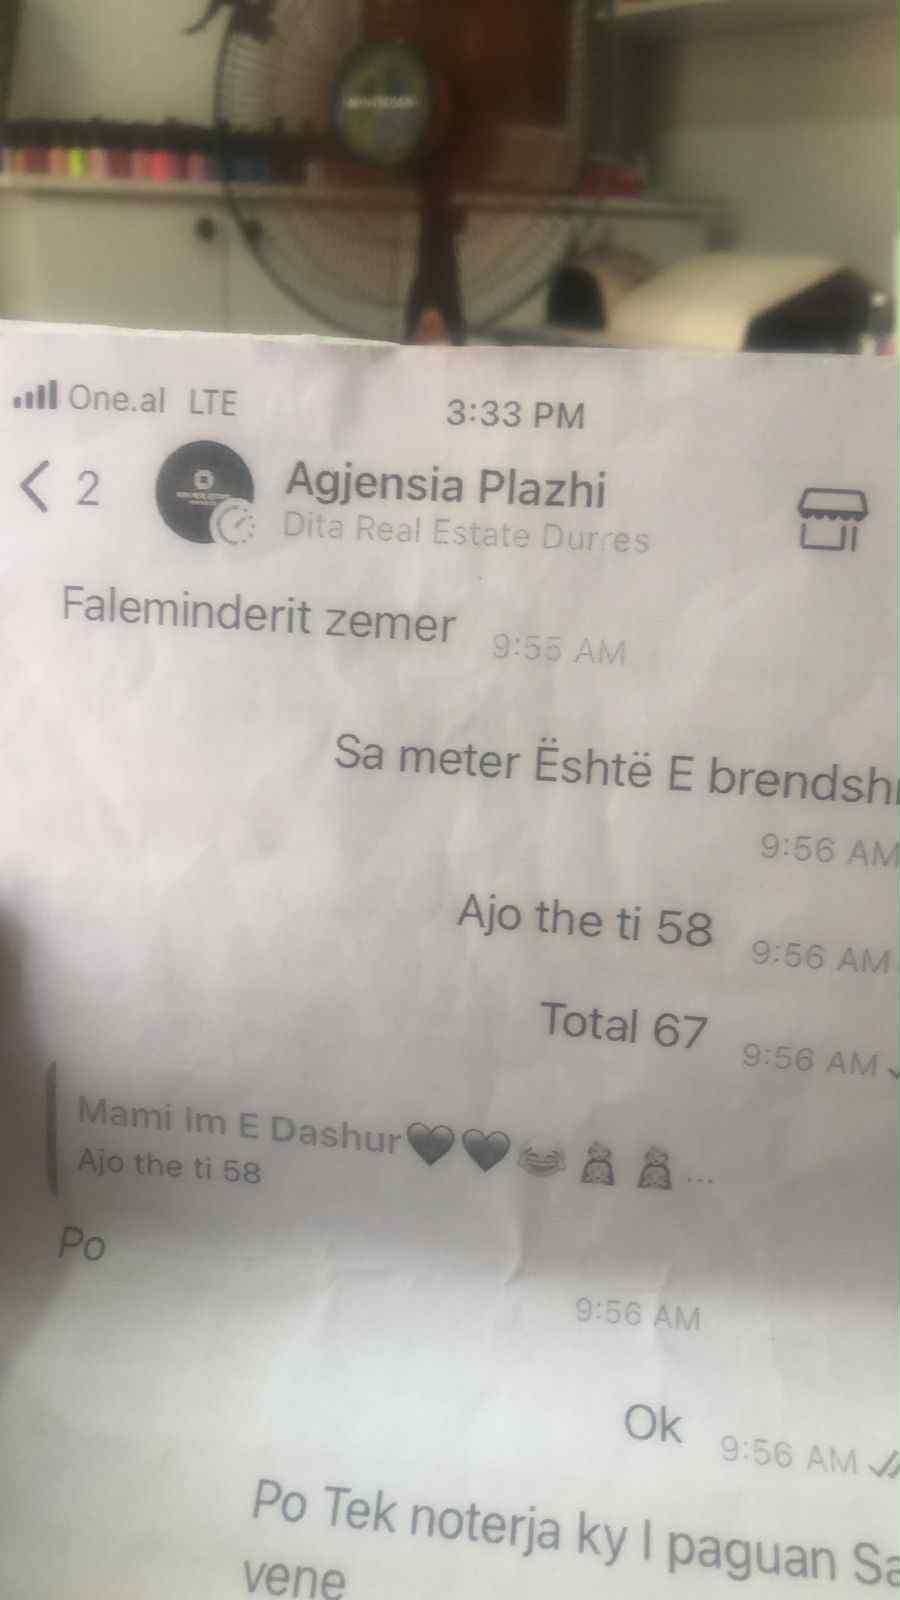 One.al LTE 3:33 PM
2 Agjensia Plazhi
Dita Real Estate Durres
Faleminderit zemer 9:55 AM
Sa meter Është E brendsh
9:56 AM
Ajo the ti 58 9:56 AM
Total 67 9:56 AM
Mami Im E Dashur🖤🖤😂...
Ajo the ti 58
Po
9:56 AM
Ok 9:56 AM
Po Tek noterja ky I paguan Sa
vene